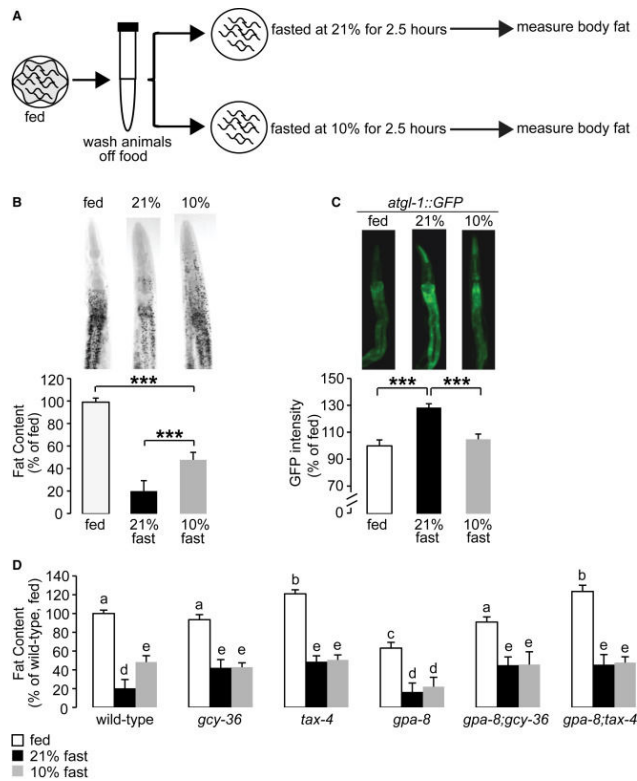 A
fed
wash animals
off food
fasted at 21% for 2.5 hours
measure body fat
fasted at 10% for 2.5 hours
measure body fat
B
fed 21% 10%
***
***
Fat Content
(% of fed)
140
120
100
80
60
40
20
0
fed 21% fast 10% fast
C
atgl-1::GFP
fed 21% 10%
*** ***
GFP intensity
(% of fed)
150
130
110
90
0
fed 21% fast 10% fast
D
Fat Content
(% of wild-type, fed)
140
120
100
80
60
40
20
0
a d e a e e b e e c d d a e e b e e
wild-type gcy-36 tax-4 gpa-8 gpa-8;gcy-36 gpa-8;tax-4
fed
21% fast
10% fast